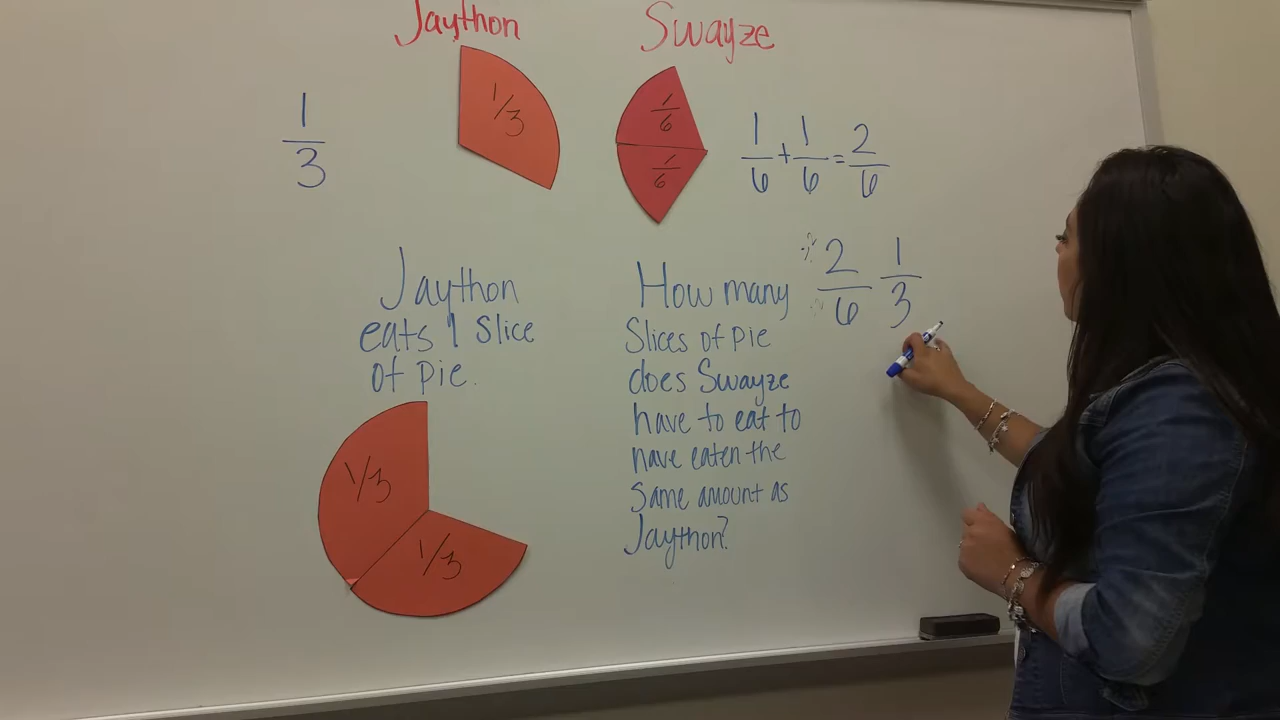 Jaython
Swayze
1/3
1/3
1/6
1/6
1/6 + 1/6 = 2/6
2/6 1/3
Jaython
eats 1 Slice
of pie.
1/3
1/3
How many
Slices of pie
does Swayze
have to eat to
have eaten the
Same amount as
Jaython?